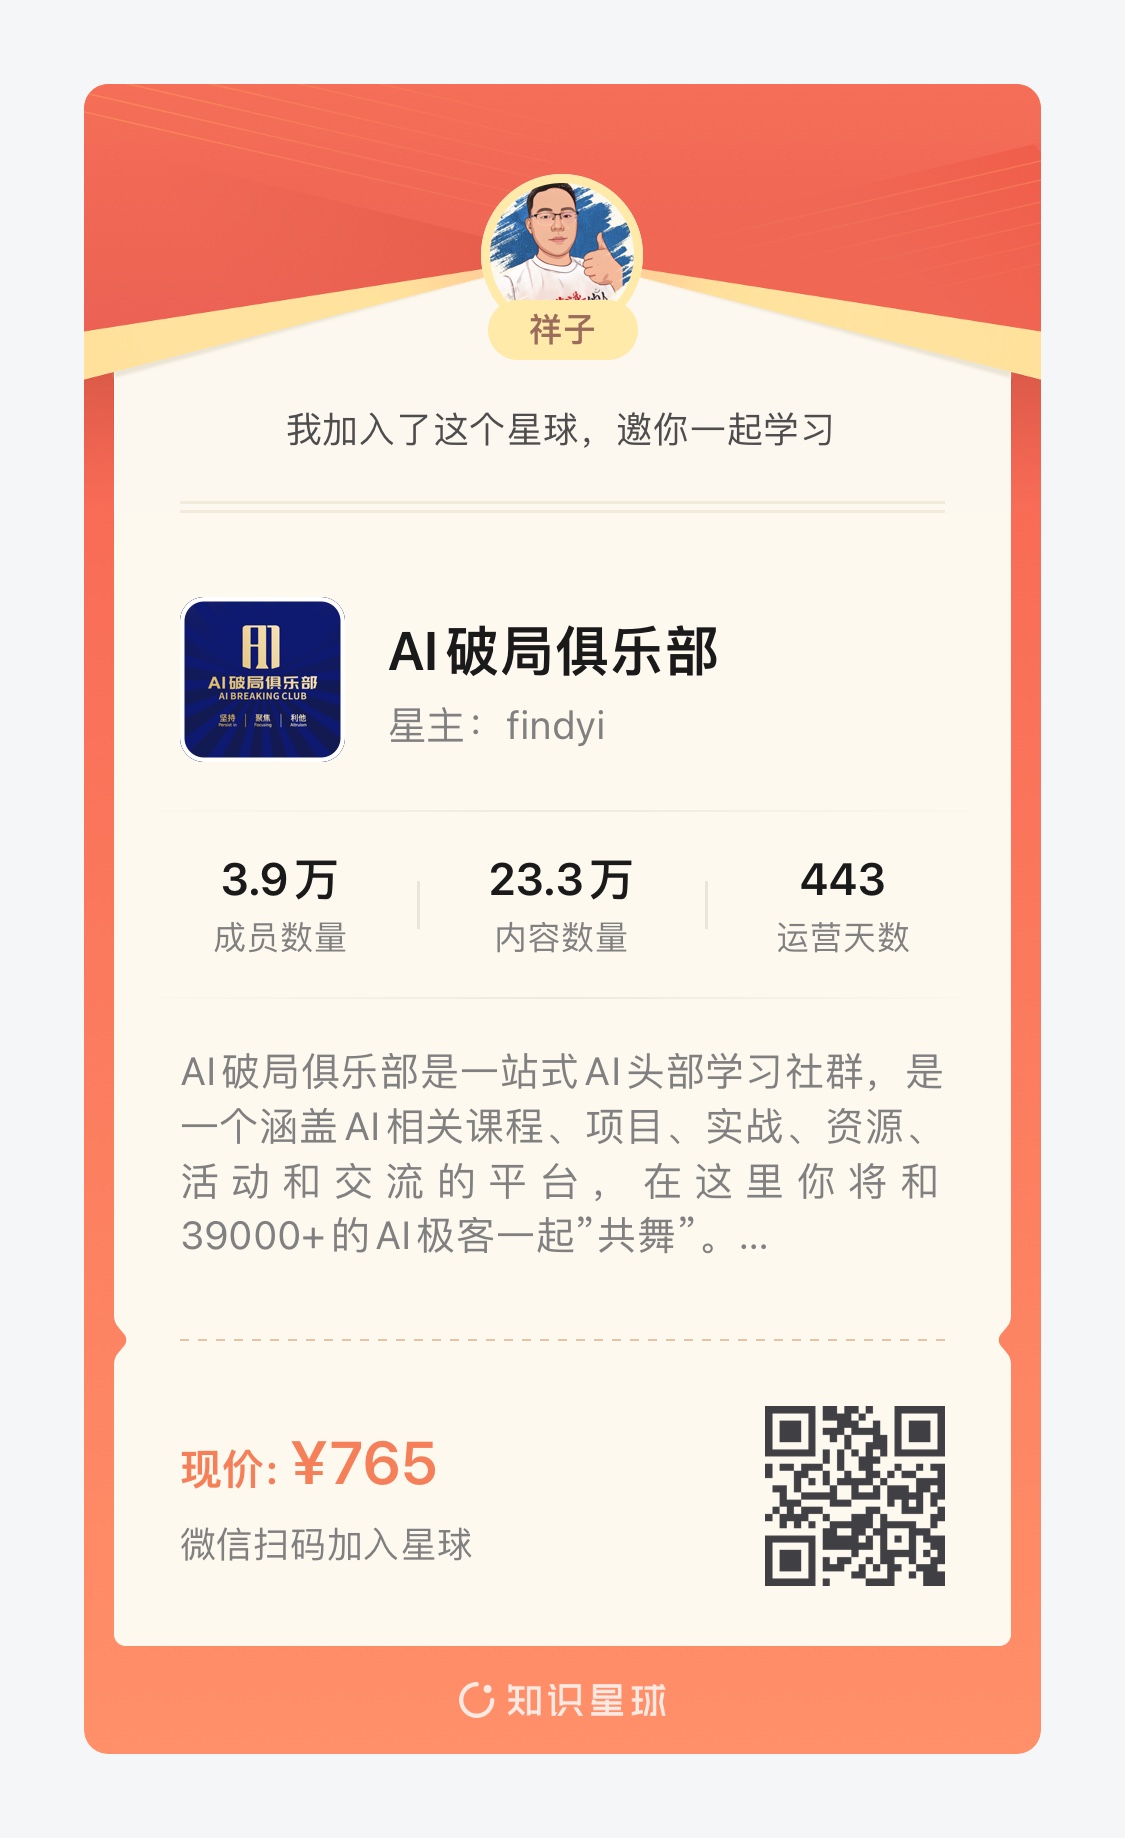 祥子
我加入了这个星球，邀你一起学习
AI
AI破局俱乐部
AI BREAKING CLUB
坚持 聚焦 利他
Persist in Focusing Altruism
AI破局俱乐部
星主：findyi
3.9万 23.3万 443
成员数量 内容数量 运营天数
AI破局俱乐部是一站式AI头部学习社群，是
一个涵盖AI相关课程、项目、实战、资源、
活动和交流的平台，在这里你将和
39000+的AI极客一起”共舞”。...
现价: ¥765
微信扫码加入星球
知识星球